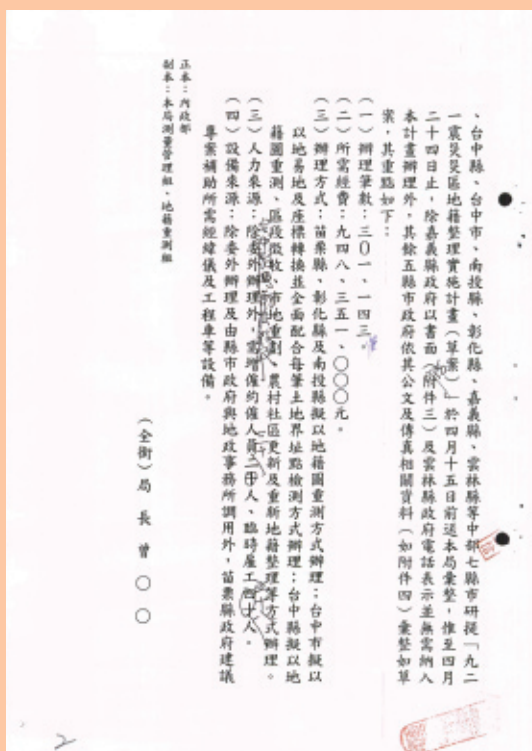 、台中縣、台中市、南投縣、彰化縣、嘉義縣、雲林縣等中部七縣市研提「九二
一震災災區地籍整理實施計畫(草案)」於四月十五日前送本局彙整,惟至四月
二十四日止,除嘉義縣政府以書面(附件三)及雲林縣政府電話表示並無需納入
本計畫辦理外,其餘五縣市政府依其公文及傳真相關資料(如附件四)彙整如草
案,其重點如下:
(一)辦理筆數:三〇一、一四三。
(二)所需經費:九四八、三五一、〇〇〇元。
(三)辦理方式:苗栗縣、彰化縣及南投縣擬以地籍圖重測方式辦理;台中市擬以
以地易地及座標轉換並全面配合每筆土地界址點檢測方式辦理;台中縣擬以地
籍圖重測、區段徵收、市地重劃、農村社區更新及重新地籍整理等方式辦理。
(三)人力來源:除委外辦理外,需增僱約僱人員二十人、臨時雇工四十人。
(四)設備來源:除委外辦理及由縣市政府與地政事務所調用外,苗栗縣政府建議
專案補助所需經緯儀及工程車等設備。
正本:內政部
副本:本局測量管理組、地籍重測組
(全銜)局長曾〇〇
2